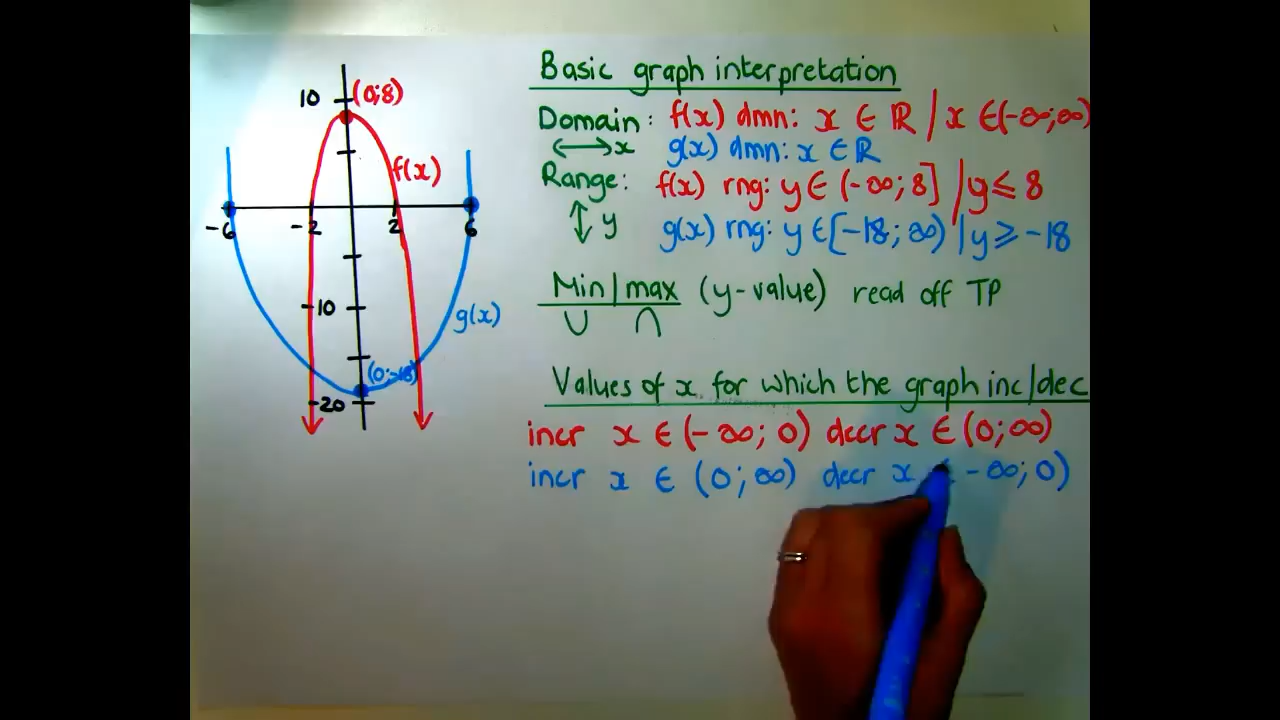 Basic graph interpretation
10 (0;8)
Domain: f(x) dmn: x ∈ ℝ | x ∈ (-∞;∞)
↔ x g(x) dmn: x ∈ ℝ
f(x)
Range: f(x) rng: y ∈ (-∞; 8] | y ≤ 8
-6 -2 2 6
↕ y g(x) rng: y ∈ [-18; ∞) | y ≥ -18
Min/max (y-value) read off TP
-10
g(x)
∪ ∩
(0;-18)
Values of x for which the graph inc/dec
-20
incr x ∈ (-∞; 0) decr x ∈ (0;∞)
incr x ∈ (0; ∞) decr x -∞; 0)